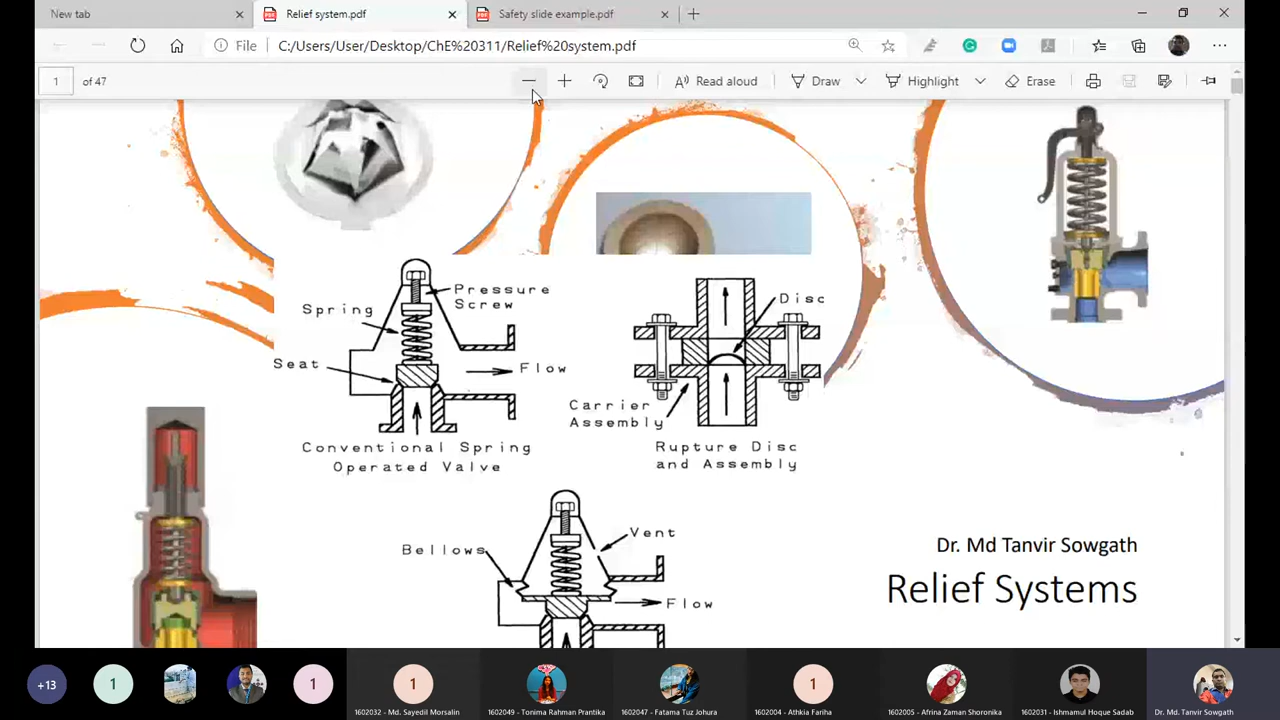 New tab
Relief system.pdf
Safety slide example.pdf
File
C:/Users/User/Desktop/ChE%20311/Relief%20system.pdf
1
of 47
Read aloud
Draw
Highlight
Erase
Spring
Pressure
Screw
Seat
Flow
Conventional Spring
Operated Valve
Disc
Carrier
Assembly
Rupture Disc
and Assembly
Bellows
Vent
Flow
Dr. Md Tanvir Sowgath
Relief Systems
+13
1
1
1
1602032 - Md. Sayedil Morsalin
1602049 - Tonima Rahman Prantika
1602047 - Fatama Tuz Johura
1
1602004 - Athkia Fariha
1602005 - Afrina Zaman Shoronika
1602031 - Ishmamul Hoque Sadab
Dr. Md Tanvir Sowgath